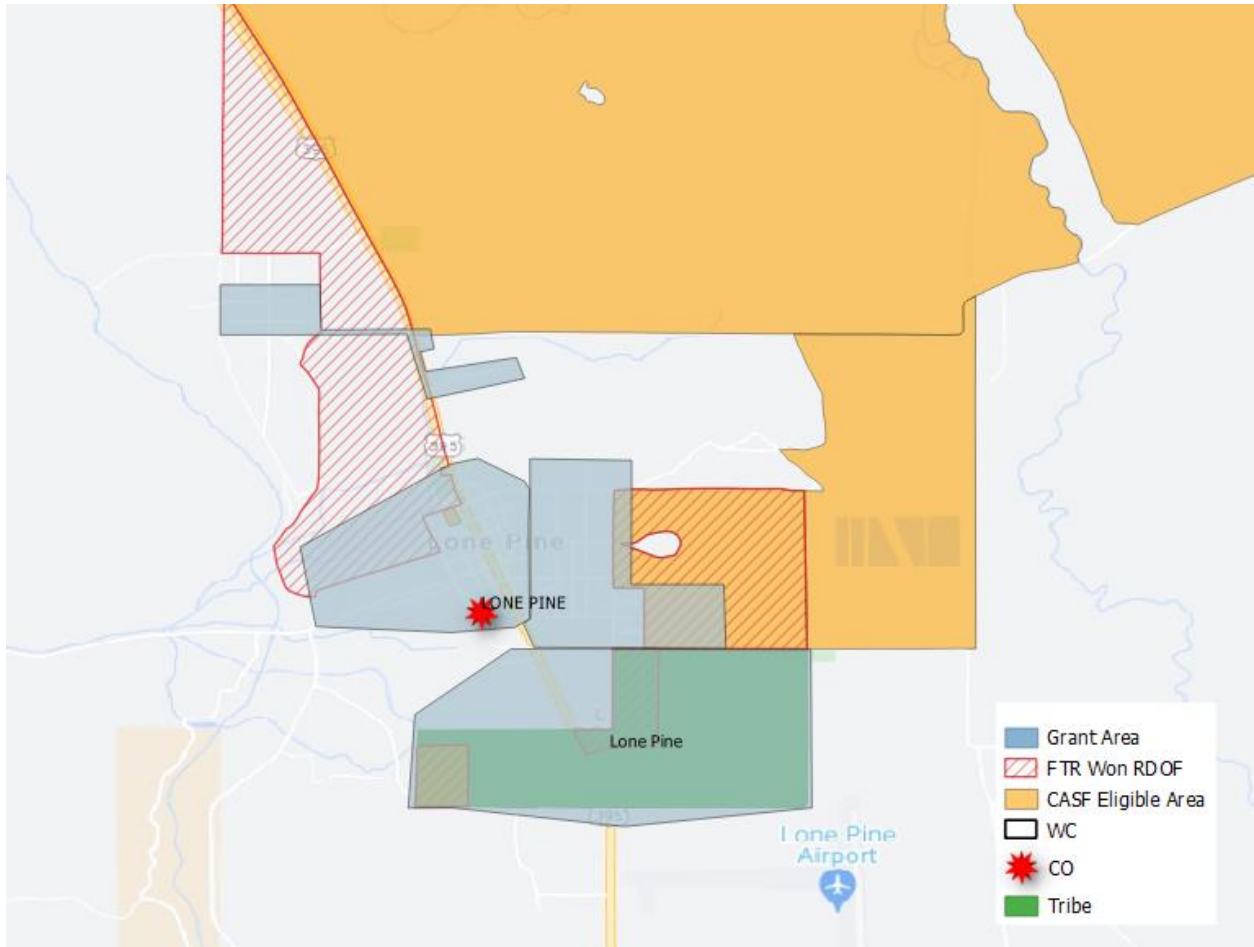 395
395
Lone Pine
LONE PINE
Lone Pine
(395)
Lone Pine
Airport
Grant Area
FTR Won RDOF
CASF Eligible Area
WC
CO
Tribe